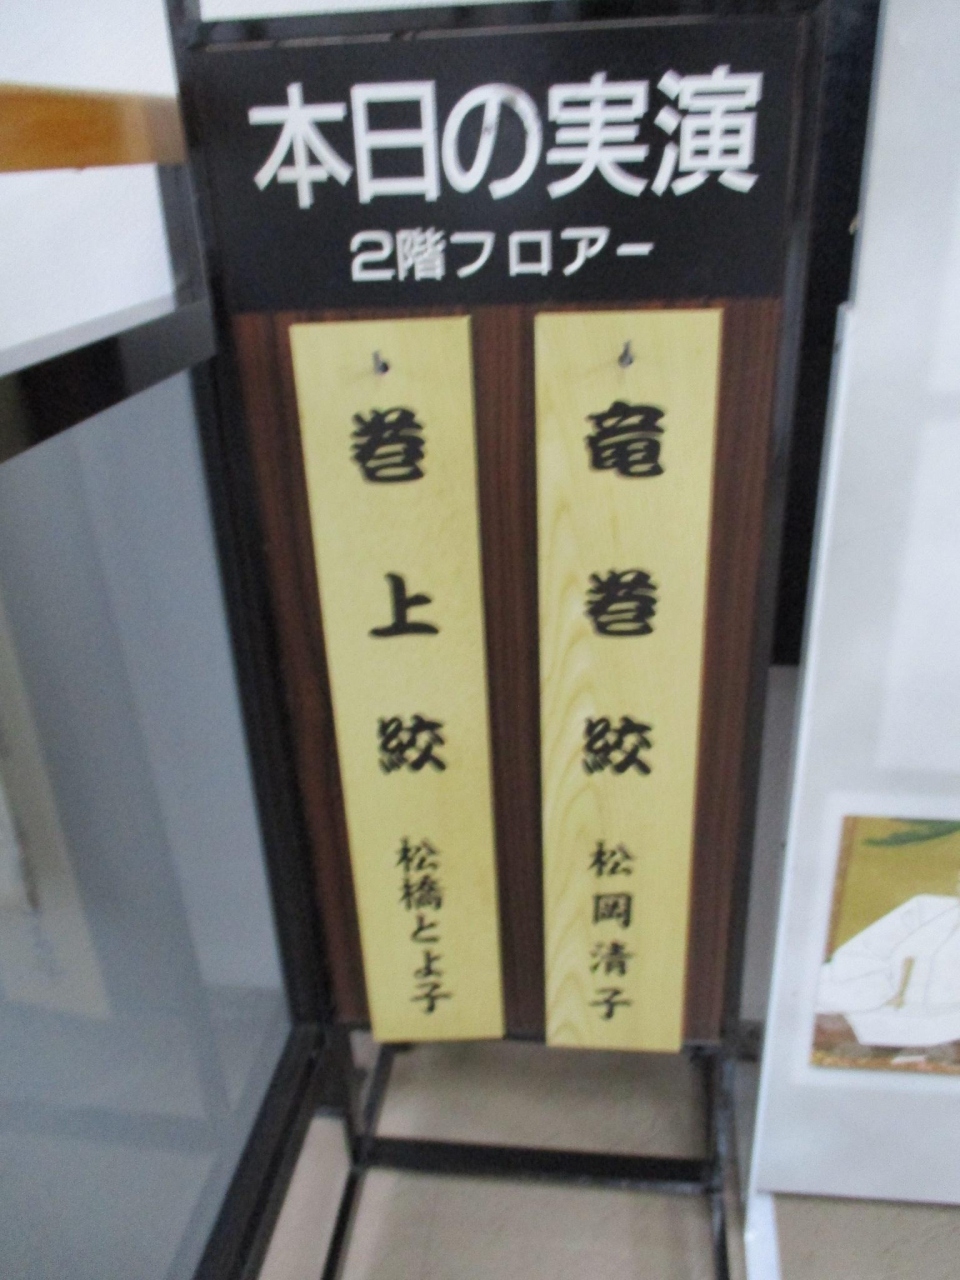 本日の実演
2階フロアー
竜巻絞 松岡清子
巻上絞 松橋とよ子